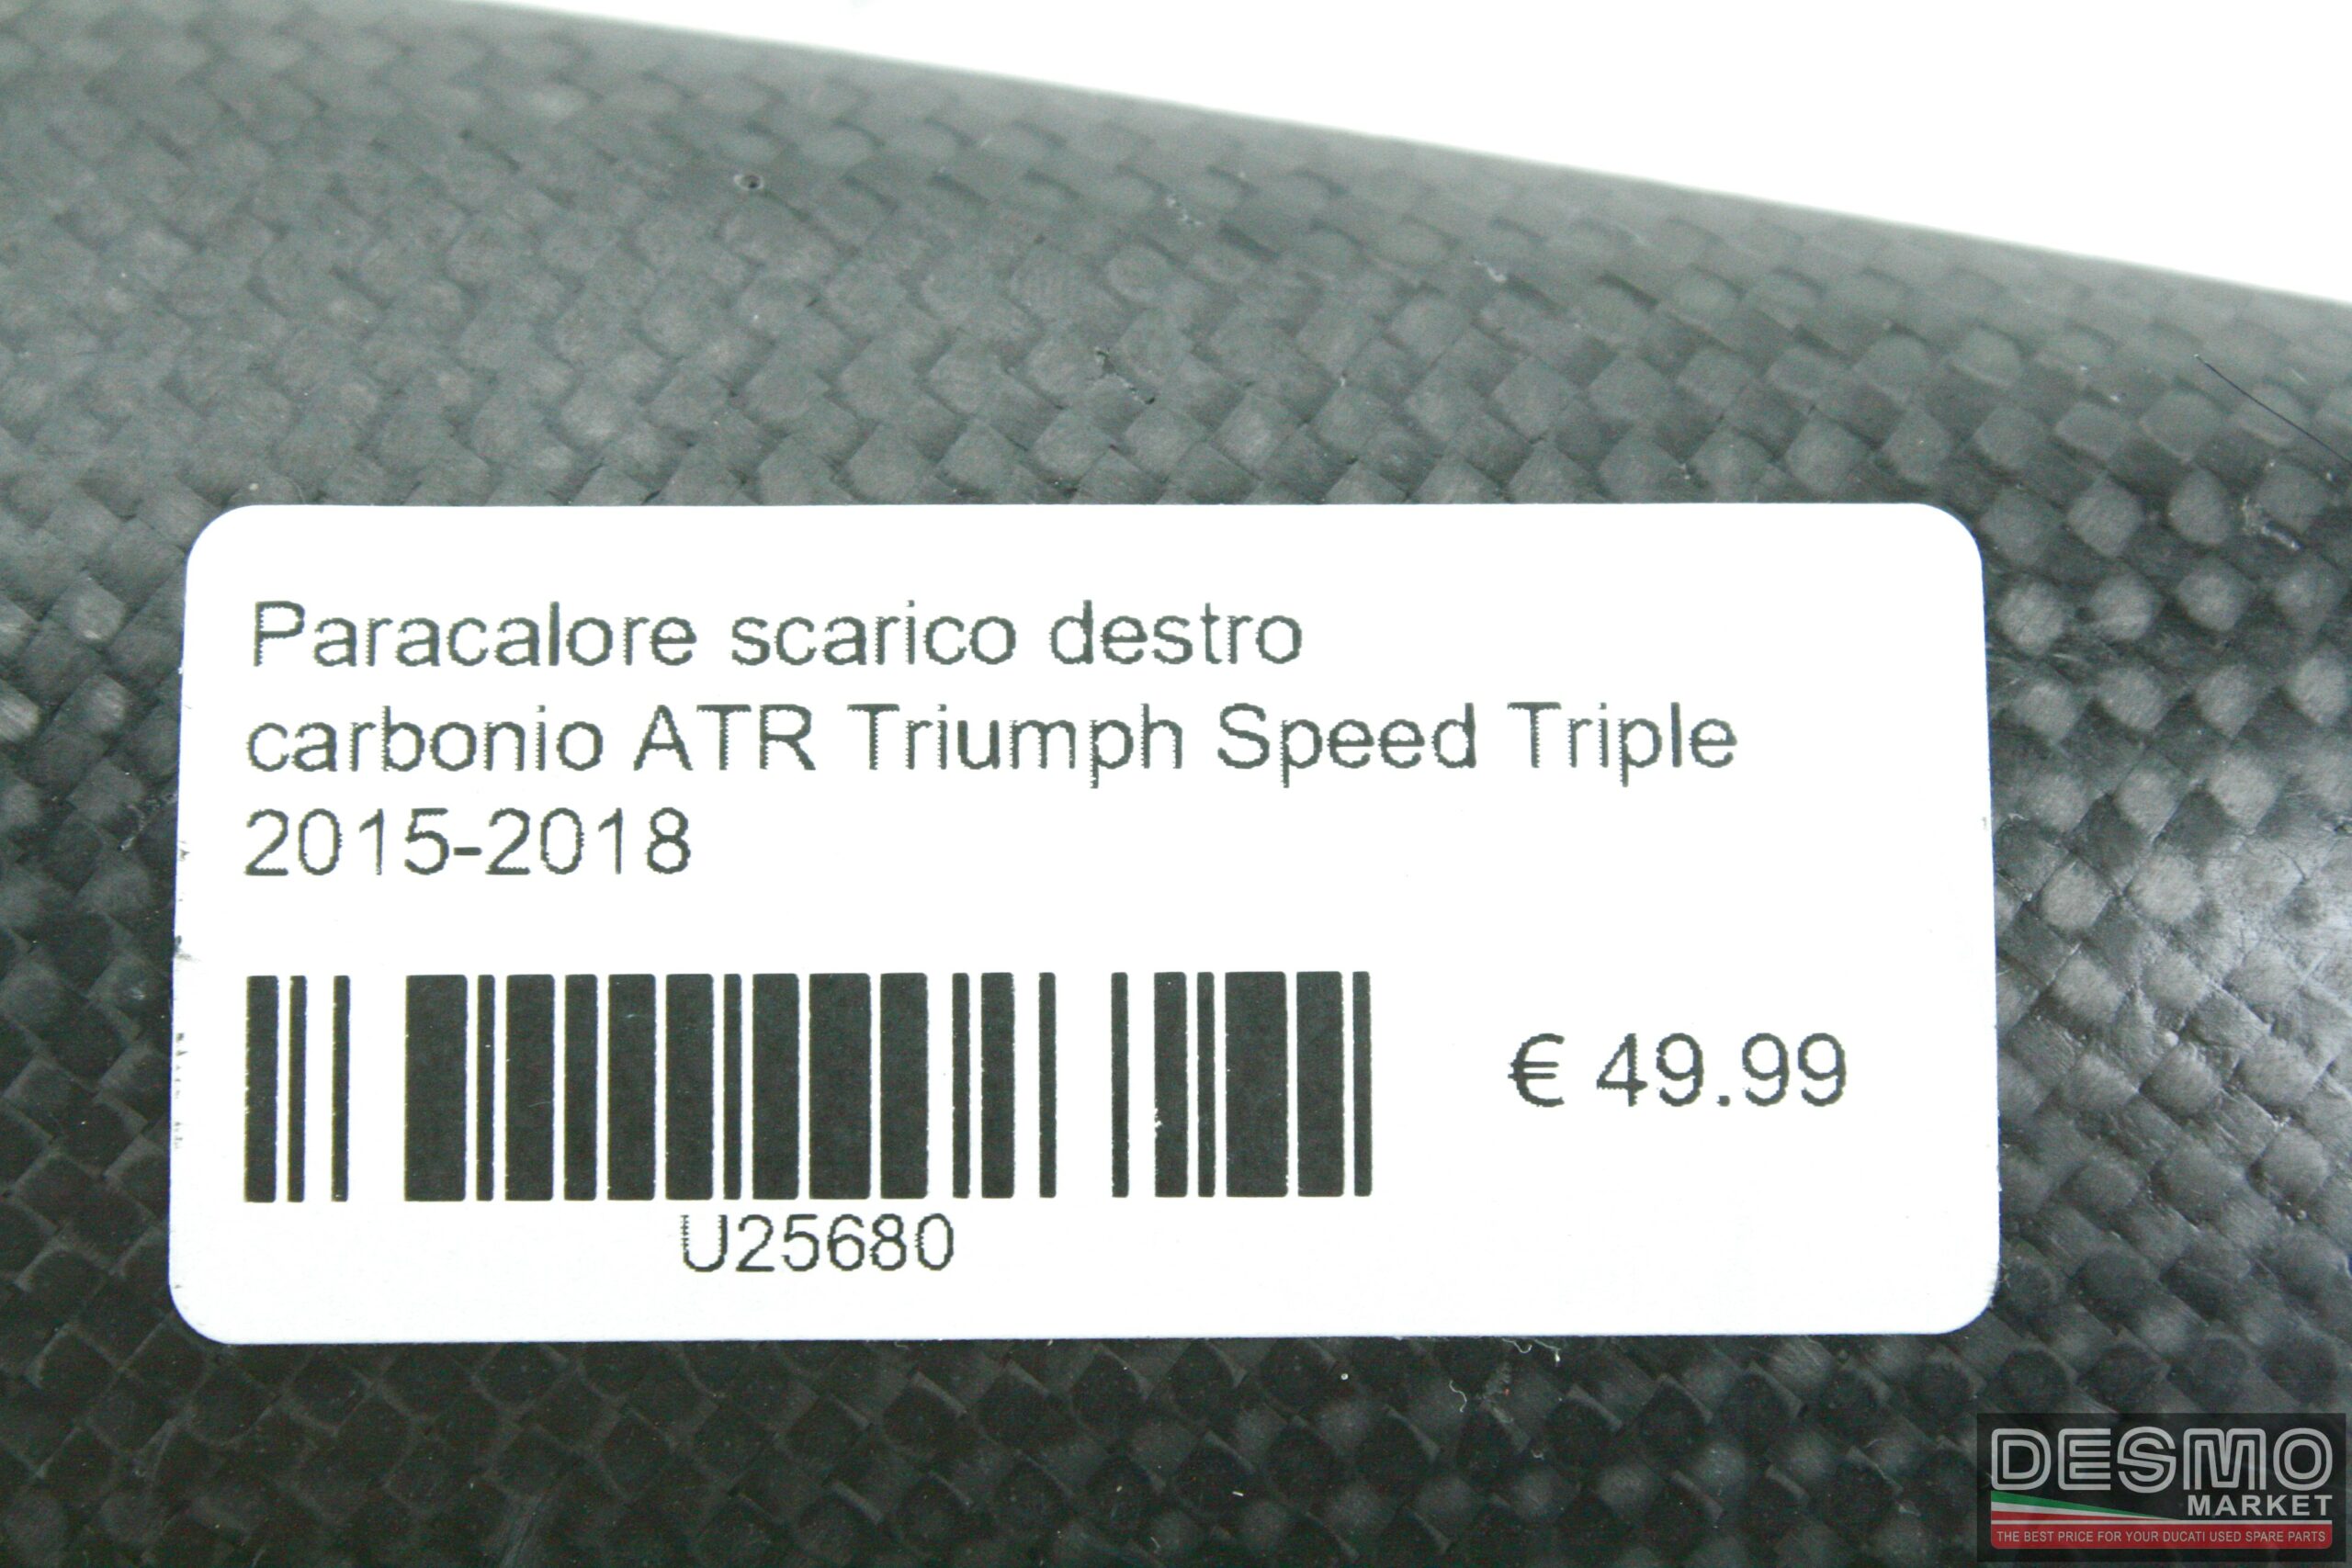 Paracalore scarico destro
carbonio ATR Triumph Speed Triple
2015-2018
€ 49.99
U25680
DESMO
MARKET
THE BEST PRICE FOR YOUR DUCATI USED SPARE PARTS